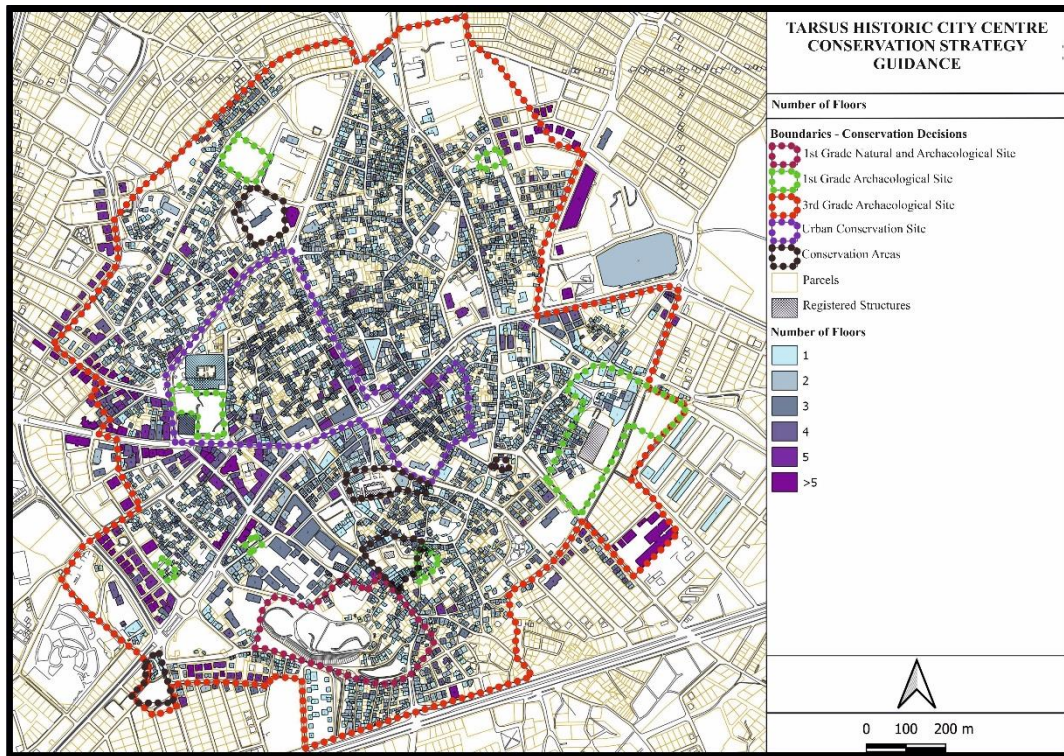 TARSUS HISTORIC CITY CENTRE
CONSERVATION STRATEGY
GUIDANCE
Number of Floors
Boundaries - Conservation Decisions
1st Grade Natural and Archaeological Site
1st Grade Archaeological Site
3rd Grade Archaeological Site
Urban Conservation Site
Conservation Areas
Parcels
Registered Structures
Number of Floors
1
2
3
4
5
>5
0 100 200 m